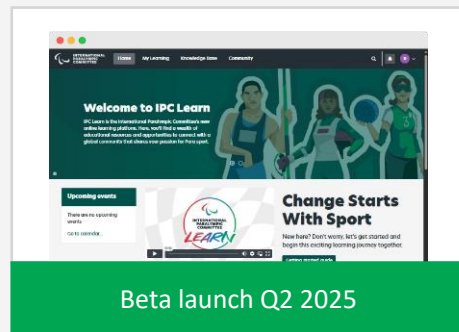 INTERNATIONAL
PARALYMPIC
COMMITTEE
Home My Learning Knowledge Base Community
Welcome to IPC Learn
IPC Learn is the International Paralympic Committee's new
online learning platform. Here, you'll find a wealth of
educational resources and opportunities to connect with a
global community that shares your passion for Para sport.
Upcoming events
There are no upcoming
events
Go to calendar...
INTERNATIONAL
PARALYMPIC
COMMITTEE
LEARN
Change Starts
With Sport
New here? Don't worry, let's get started and
begin this exciting learning journey together.
Getting started guide
Beta launch Q2 2025